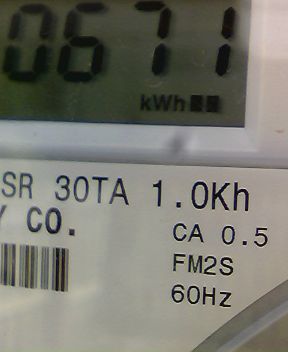 0671
kWh
SR 30TA 1.0Kh
Y CO.
CA 0.5
FM2S
60Hz